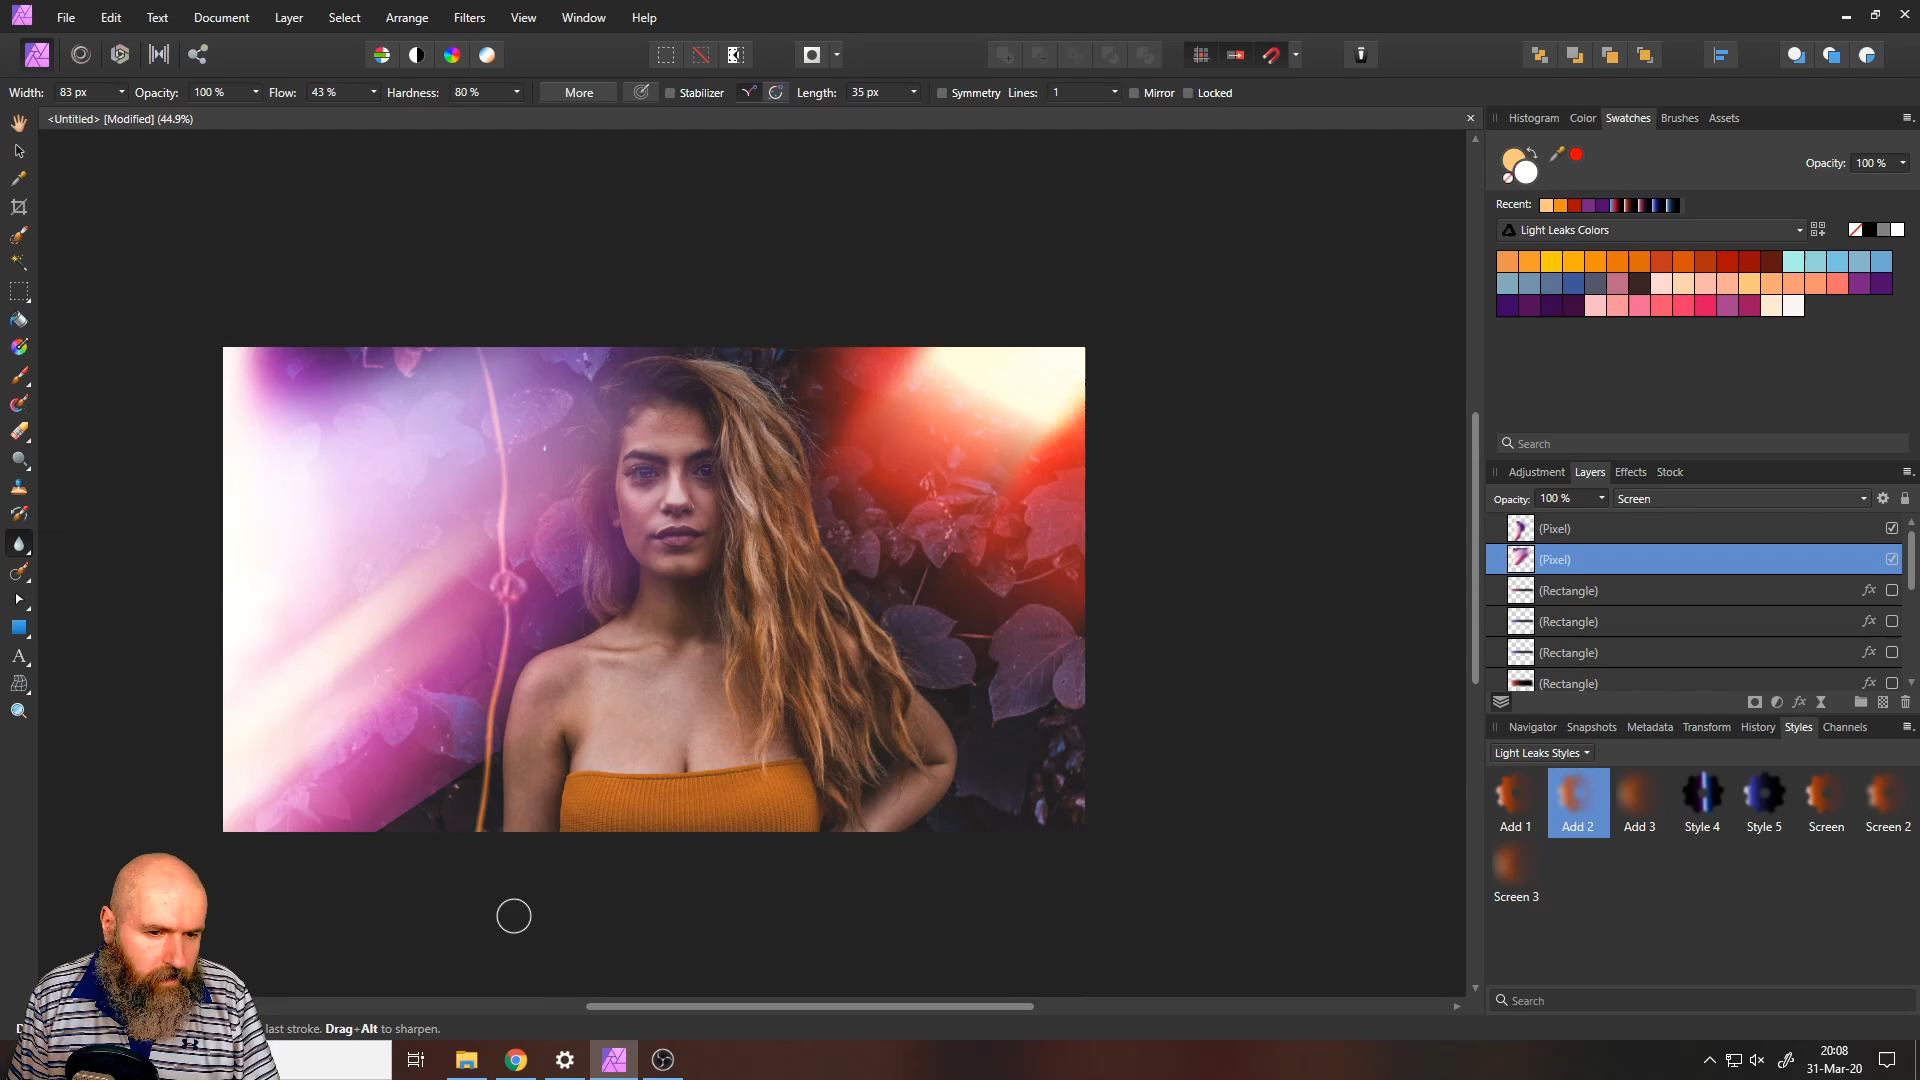 File Edit Text Document Layer Select Arrange Filters View Window Help
Width: 83 px Opacity: 100 % Flow: 43 % Hardness: 80 % More Stabilizer Length: 35 px Symmetry Lines: 1 Mirror Locked
<Untitled> [Modified] (44.9%)
Histogram Color Swatches Brushes Assets
Opacity: 100 %
Recent:
Light Leaks Colors
Search
Adjustment Layers Effects Stock
Opacity: 100 % Screen
(Pixel)
(Pixel)
(Rectangle) fx
(Rectangle) fx
(Rectangle) fx
(Rectangle) fx
fx
Navigator Snapshots Metadata Transform History Styles Channels
Light Leaks Styles
Add 1 Add 2 Add 3 Style 4 Style 5 Screen Screen 2
Screen 3
Search
last stroke. Drag+Alt to sharpen.
20:08
31-Mar-20